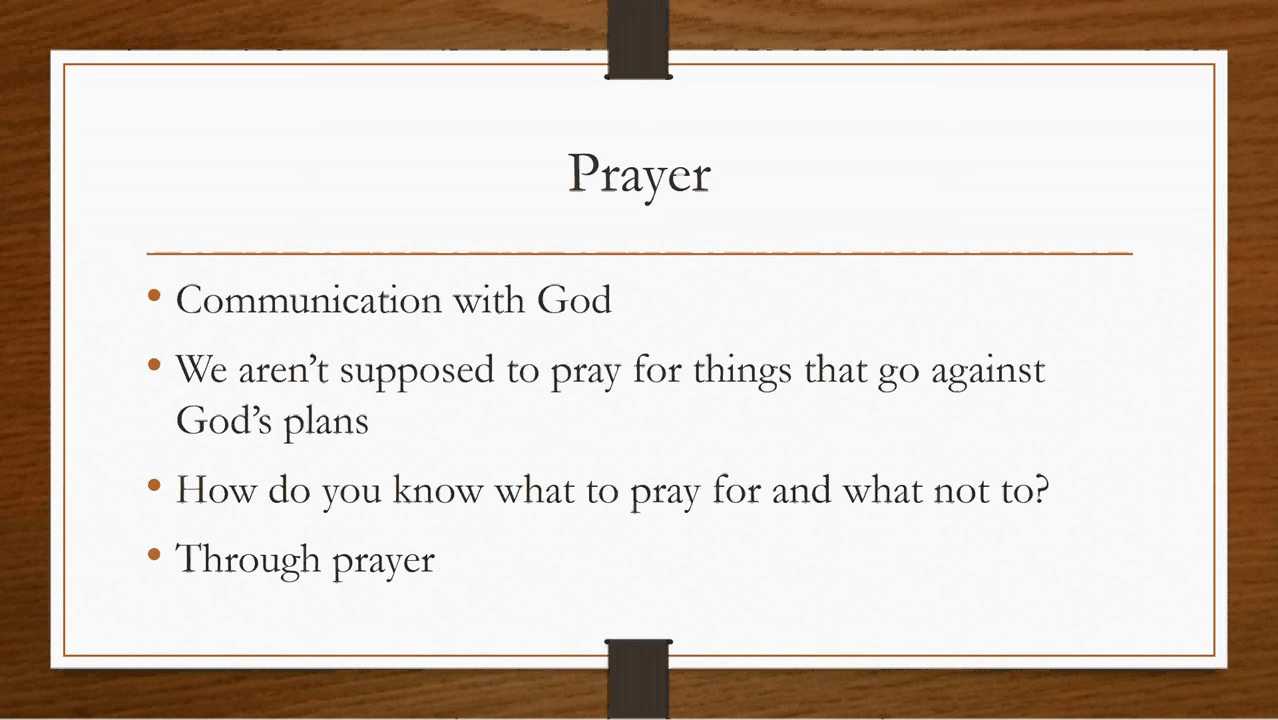 Prayer
• Communication with God
• We aren’t supposed to pray for things that go against
God’s plans
• How do you know what to pray for and what not to?
• Through prayer